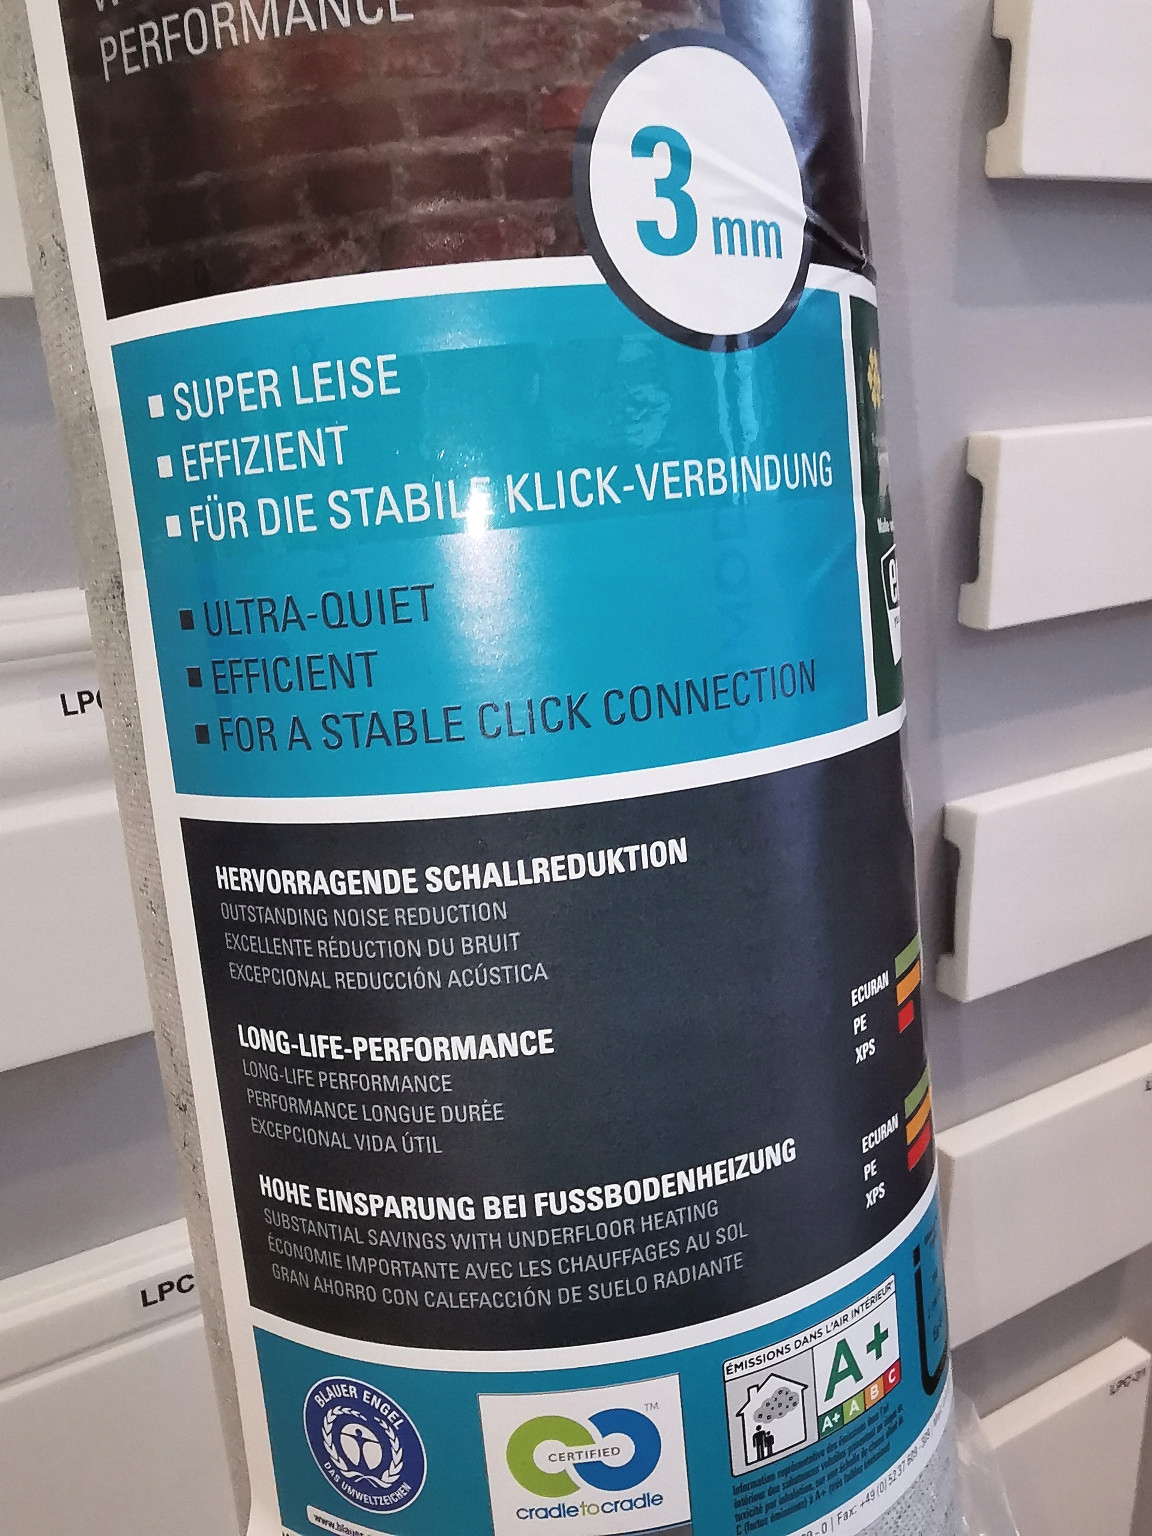 PERFORMANCE
3 mm
SUPER LEISE
EFFIZIENT
FÜR DIE STABILE KLICK-VERBINDUNG
ULTRA-QUIET
EFFICIENT
FOR A STABLE CLICK CONNECTION
HERVORRAGENDE SCHALLREDUKTION
OUTSTANDING NOISE REDUCTION
EXCELLENTE RÉDUCTION DU BRUIT
EXCEPCIONAL REDUCCIÓN ACÚSTICA
ECURAN
PE
XPS
LONG-LIFE-PERFORMANCE
LONG-LIFE PERFORMANCE
PERFORMANCE LONGUE DURÉE
EXCEPCIONAL VIDA ÚTIL
ECURAN
PE
XPS
HOHE EINSPARUNG BEI FUSSBODENHEIZUNG
SUBSTANTIAL SAVINGS WITH UNDERFLOOR HEATING
ÉCONOMIE IMPORTANTE AVEC LES CHAUFFAGES AU SOL
GRAN AHORRO CON CALEFACCIÓN DE SUELO RADIANTE
BLAUER ENGEL
DAS UMWELTZEICHEN
TM
CERTIFIED
cradletocradle
ÉMISSIONS DANS L'AIR INTÉRIEUR
A+
A+ A B C
LPC